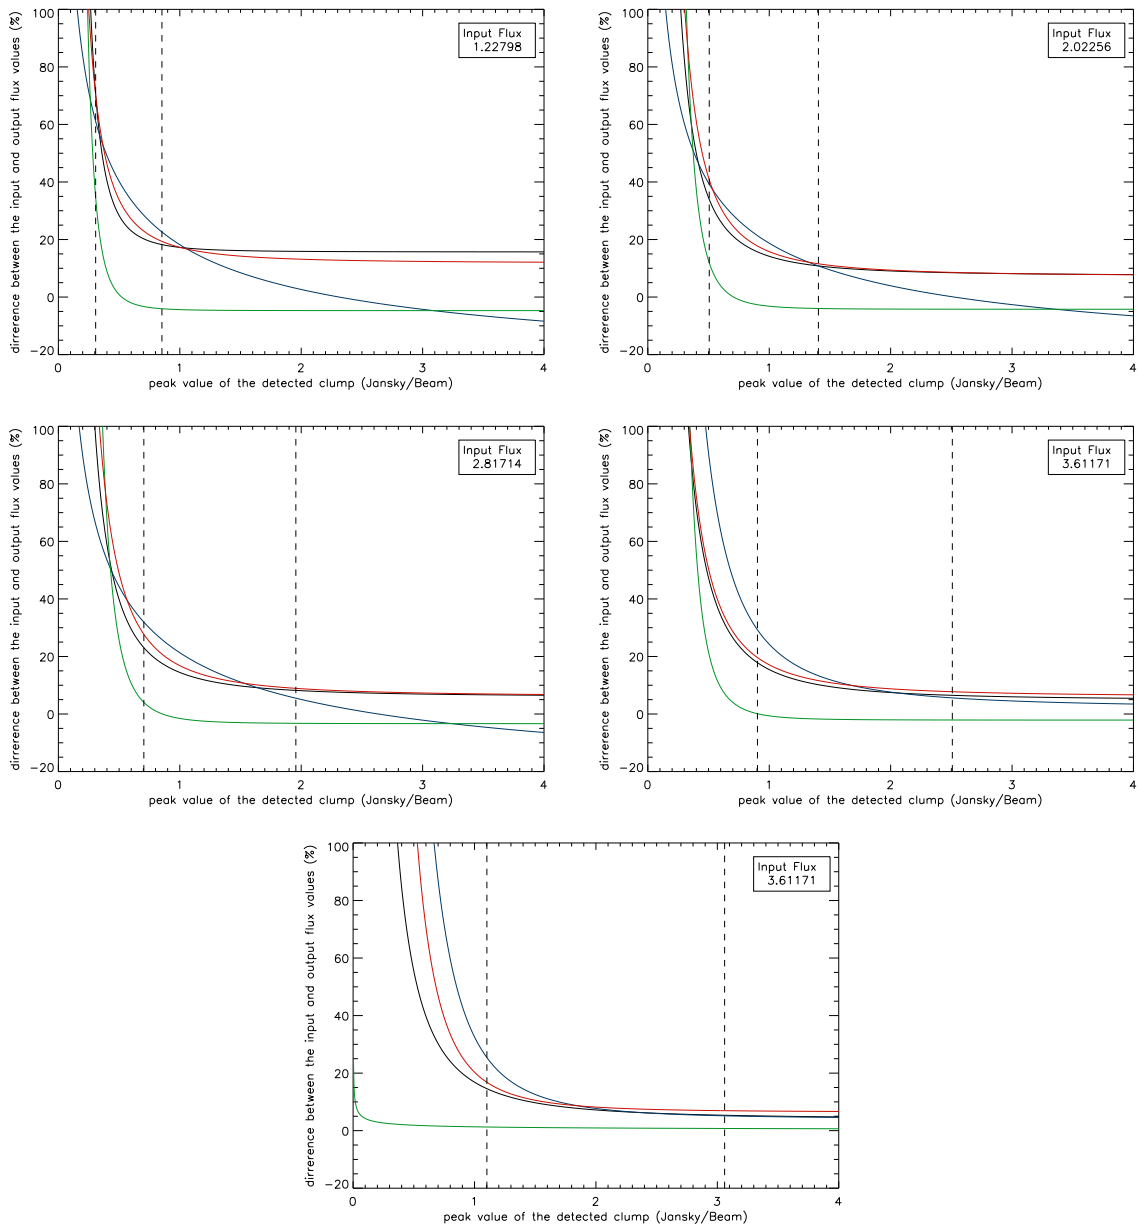 dirrerence between the input and output flux values (%)
100
80
60
40
20
0
−20
Input Flux
1.22798
0 1 2 3 4
peak value of the detected clump (Jansky/Beam)
dirrerence between the input and output flux values (%)
100
80
60
40
20
0
−20
Input Flux
2.02256
0 1 2 3 4
peak value of the detected clump (Jansky/Beam)
dirrerence between the input and output flux values (%)
100
80
60
40
20
0
−20
Input Flux
2.81714
0 1 2 3 4
peak value of the detected clump (Jansky/Beam)
dirrerence between the input and output flux values (%)
100
80
60
40
20
0
−20
Input Flux
3.61171
0 1 2 3 4
peak value of the detected clump (Jansky/Beam)
dirrerence between the input and output flux values (%)
100
80
60
40
20
0
−20
Input Flux
3.61171
0 1 2 3 4
peak value of the detected clump (Jansky/Beam)